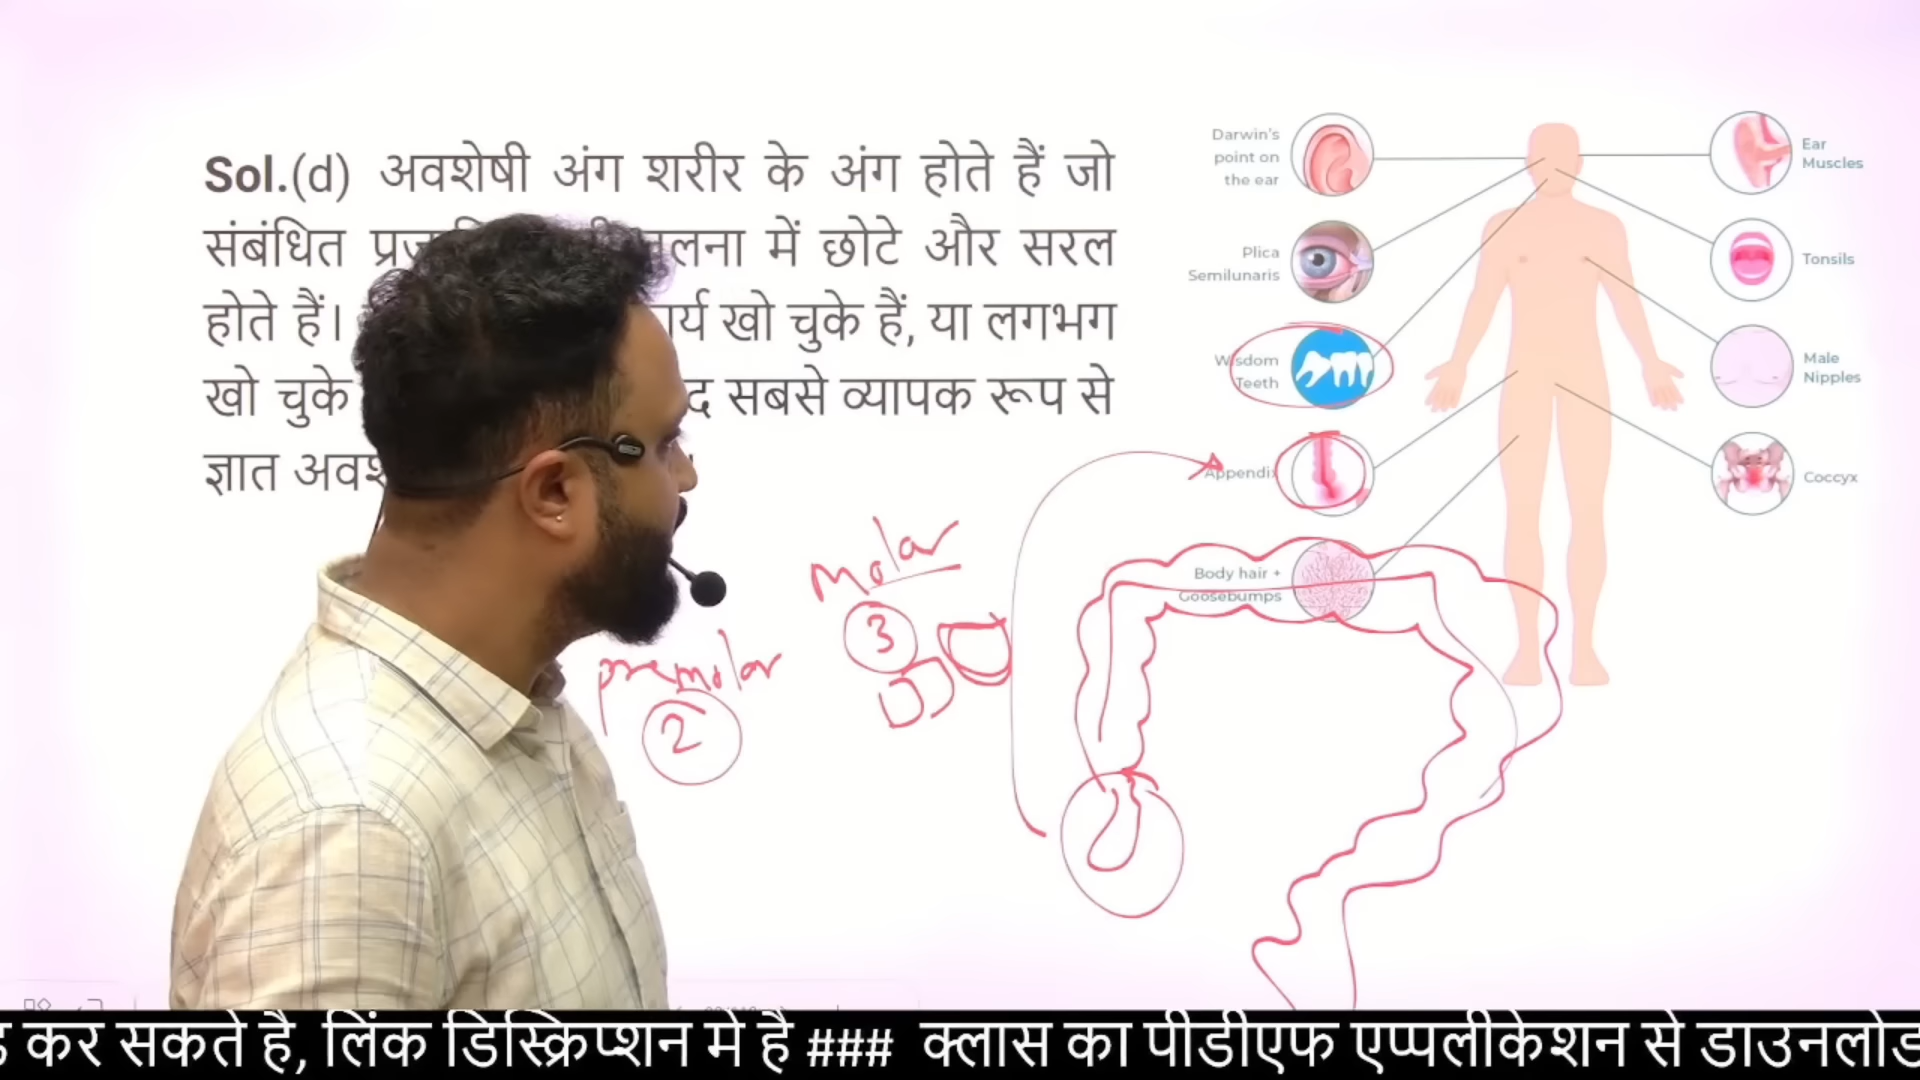 Sol.(d) अवशेषी अंग शरीर के अंग होते हैं जो
संबंधित में छोटे और सरल
होते हैं। खो चुके हैं, या लगभग
खो चुके सबसे व्यापक रूप से
ज्ञात
Darwin's
point on
the ear
Plica
Semilunaris
Wisdom
Teeth
Appendix
Body hair +
Goosebumps
Ear
Muscles
Tonsils
Male
Nipples
Coccyx
Molar
3
premolar
2
कर सकते है, लिंक डिस्क्रिप्शन में है ### क्लास का पीडीएफ एप्पलीकेशन से डाउनलोड